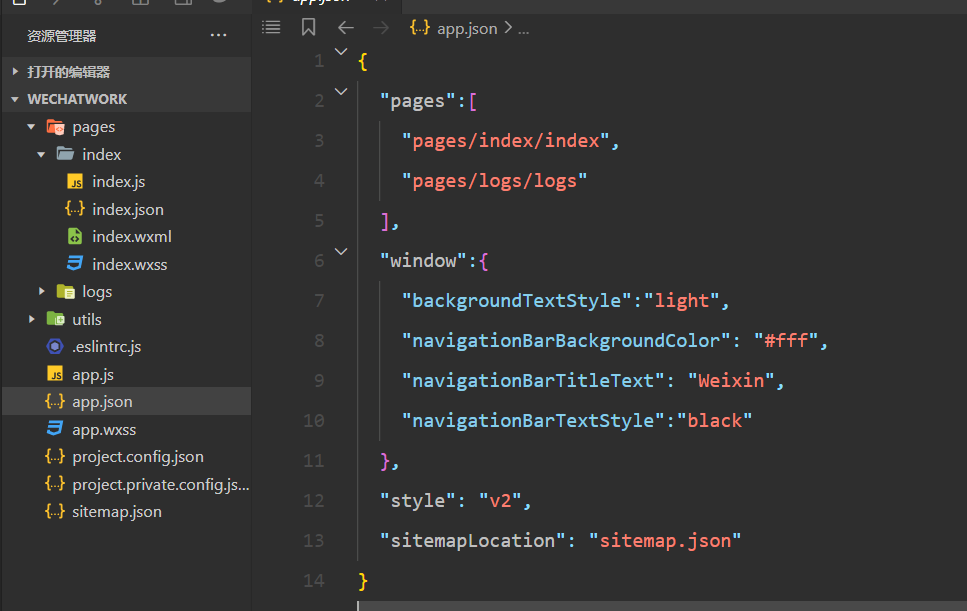 资源管理器 ...
打开的编辑器
WECHATWORK
pages
index
index.js
index.json
index.wxml
index.wxss
logs
utils
.eslintrc.js
app.js
app.json
app.wxss
project.config.json
project.private.config.js...
sitemap.json
app.json > ...
1 {
2 "pages":[
3 "pages/index/index",
4 "pages/logs/logs"
5 ],
6 "window":{
7 "backgroundTextStyle":"light",
8 "navigationBarBackgroundColor": "#fff",
9 "navigationBarTitleText": "Weixin",
10 "navigationBarTextStyle":"black"
11 },
12 "style": "v2",
13 "sitemapLocation": "sitemap.json"
14 }